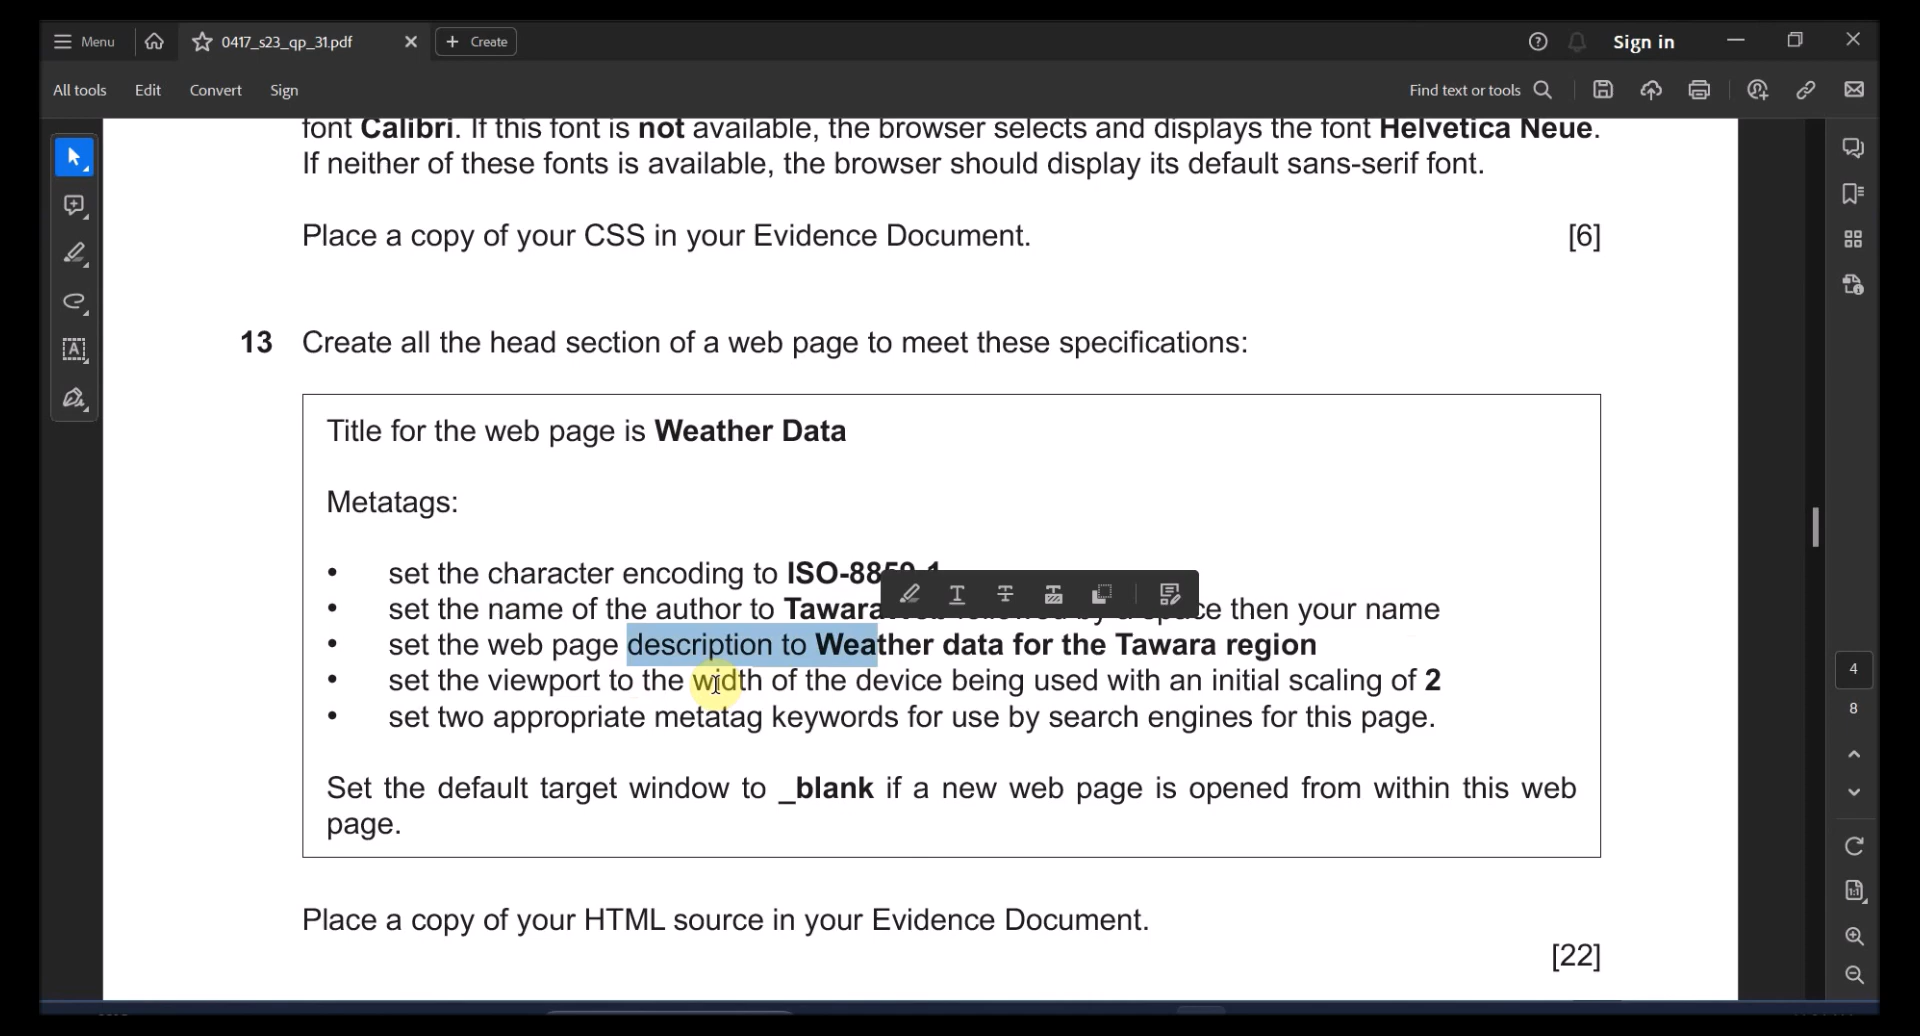 Menu
0417_s23_qp_31.pdf
Create
Sign in
All tools
Edit
Convert
Sign
Find text or tools
font Calibri. If this font is not available, the browser selects and displays the font Helvetica Neue.
If neither of these fonts is available, the browser should display its default sans-serif font.
Place a copy of your CSS in your Evidence Document. [6]
13 Create all the head section of a web page to meet these specifications:
Title for the web page is Weather Data
Metatags:
• set the character encoding to ISO-8859-1
• set the name of the author to Tawara followed by a space then your name
• set the web page description to Weather data for the Tawara region
• set the viewport to the width of the device being used with an initial scaling of 2
• set two appropriate metatag keywords for use by search engines for this page.
Set the default target window to _blank if a new web page is opened from within this web
page.
Place a copy of your HTML source in your Evidence Document.
[22]
4
8